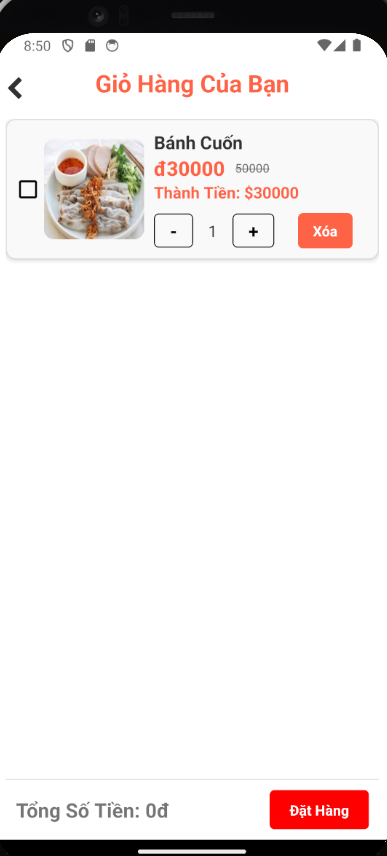 8:50
Giỏ Hàng Của Bạn
Bánh Cuốn
đ30000 50000
Thành Tiền: $30000
- 1 + Xóa
Tổng Số Tiền: 0đ Đặt Hàng